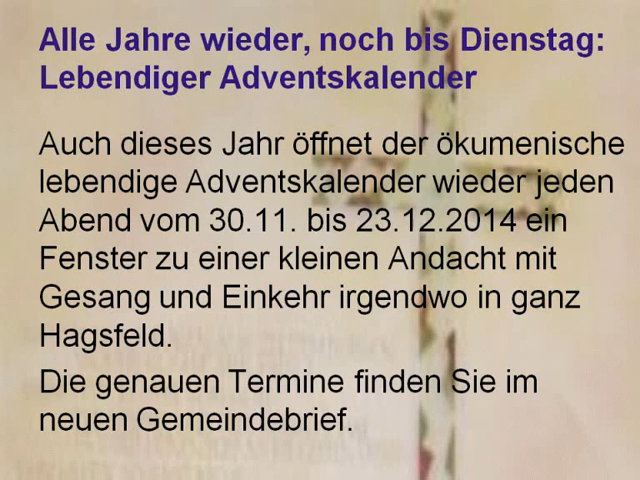 Alle Jahre wieder, noch bis Dienstag:
Lebendiger Adventskalender
Auch dieses Jahr öffnet der ökumenische
lebendige Adventskalender wieder jeden
Abend vom 30.11. bis 23.12.2014 ein
Fenster zu einer kleinen Andacht mit
Gesang und Einkehr irgendwo in ganz
Hagsfeld.
Die genauen Termine finden Sie im
neuen Gemeindebrief.